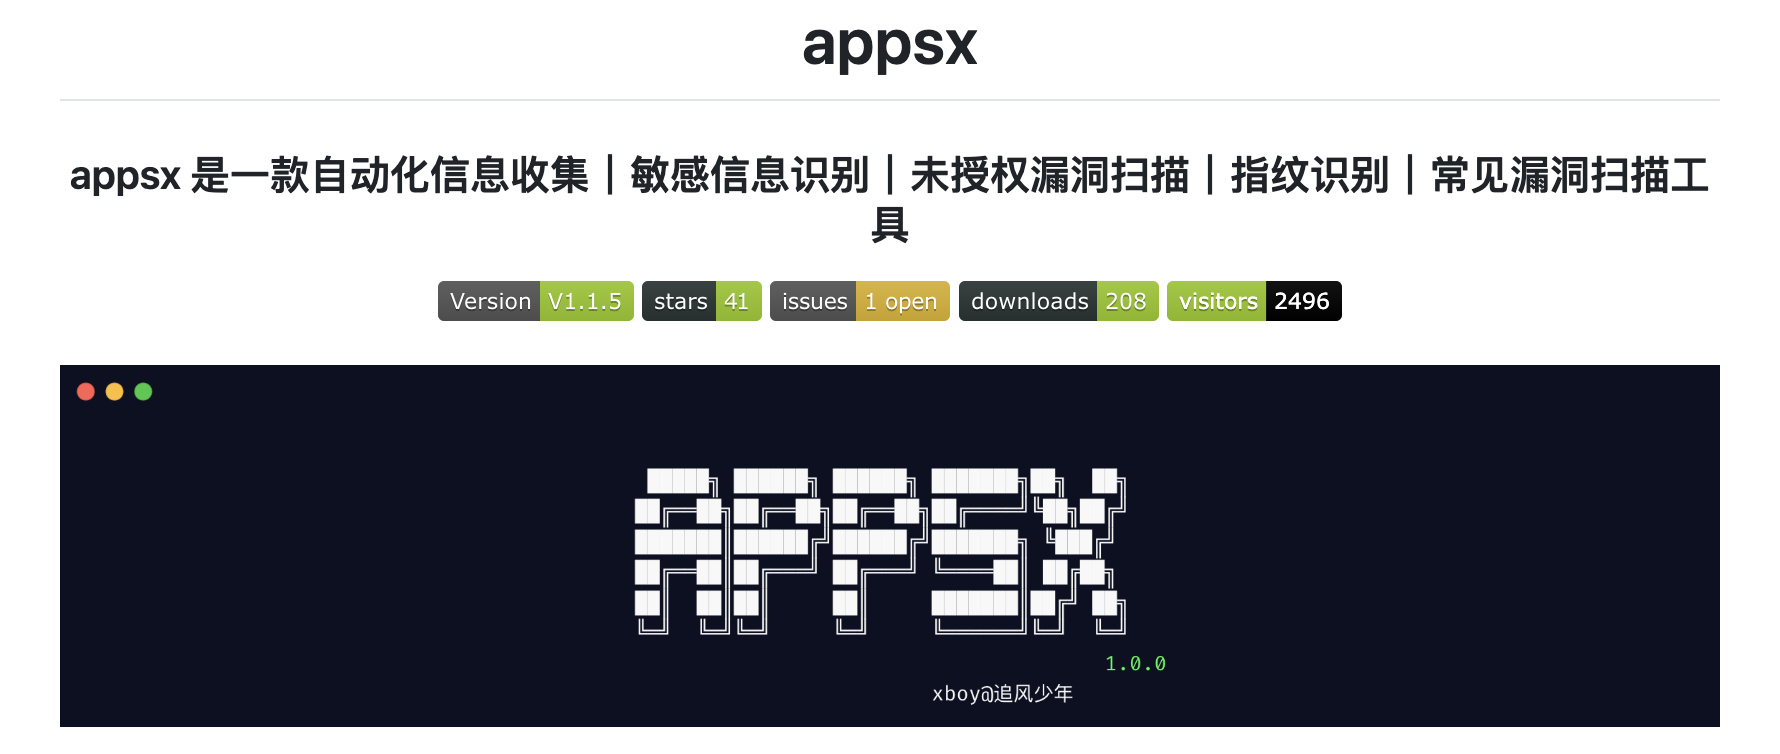 appsx
appsx 是一款自动化信息收集｜敏感信息识别｜未授权漏洞扫描｜指纹识别｜常见漏洞扫描工
具
Version V1.1.5 stars 41 issues 1 open downloads 208 visitors 2496
APPSX
1.0.0
xboy@追风少年